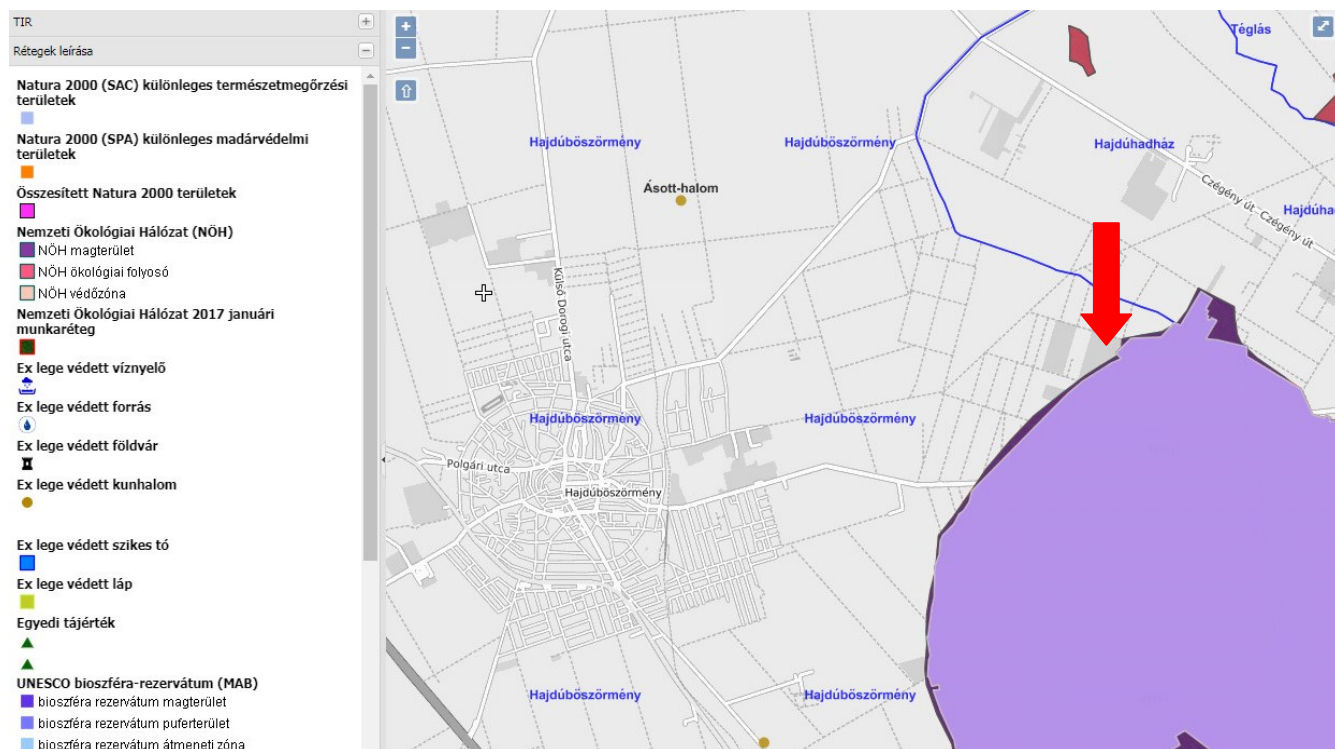 TIR
Rétegek leírása
Natura 2000 (SAC) különleges természetmegőrzési
területek
Natura 2000 (SPA) különleges madárvédelmi
területek
Összesített Natura 2000 területek
Nemzeti Ökológiai Hálózat (NÖH)
NÖH magterület
NÖH ökológiai folyosó
NÖH védőzóna
Nemzeti Ökológiai Hálózat 2017 januári
munkaréteg
Ex lege védett víznyelő
Ex lege védett forrás
Ex lege védett földvár
Ex lege védett kunhalom
Ex lege védett szikes tó
Ex lege védett láp
Egyedi tájérték
UNESCO bioszféra-rezervátum (MAB)
bioszféra rezervátum magterület
bioszféra rezervátum pufferterület
bioszféra rezervátum átmeneti zóna
Téglás
Hajdúböszörmény
Hajdúböszörmény
Hajdúhadház
Ásott-halom
Czégény út
Czégény út
Hajdúha
Külső Dorogi utca
Hajdúböszörmény
Hajdúböszörmény
Polgári utca
Hajdúböszörmény
Hajdúböszörmény
Hajdúböszörmény